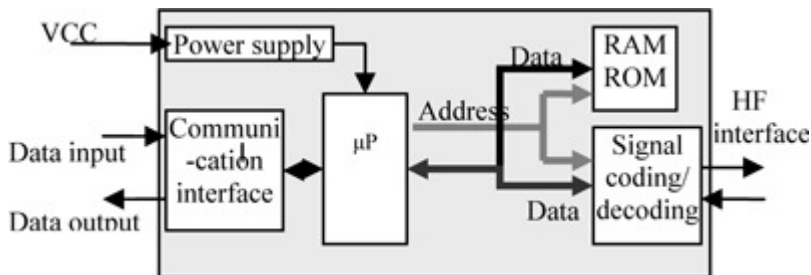 VCC
Power supply
Data
RAM
ROM
Address
HF
interface
Data input
Communi
-cation
interface
μP
Signal
coding/
decoding
Data output
Data